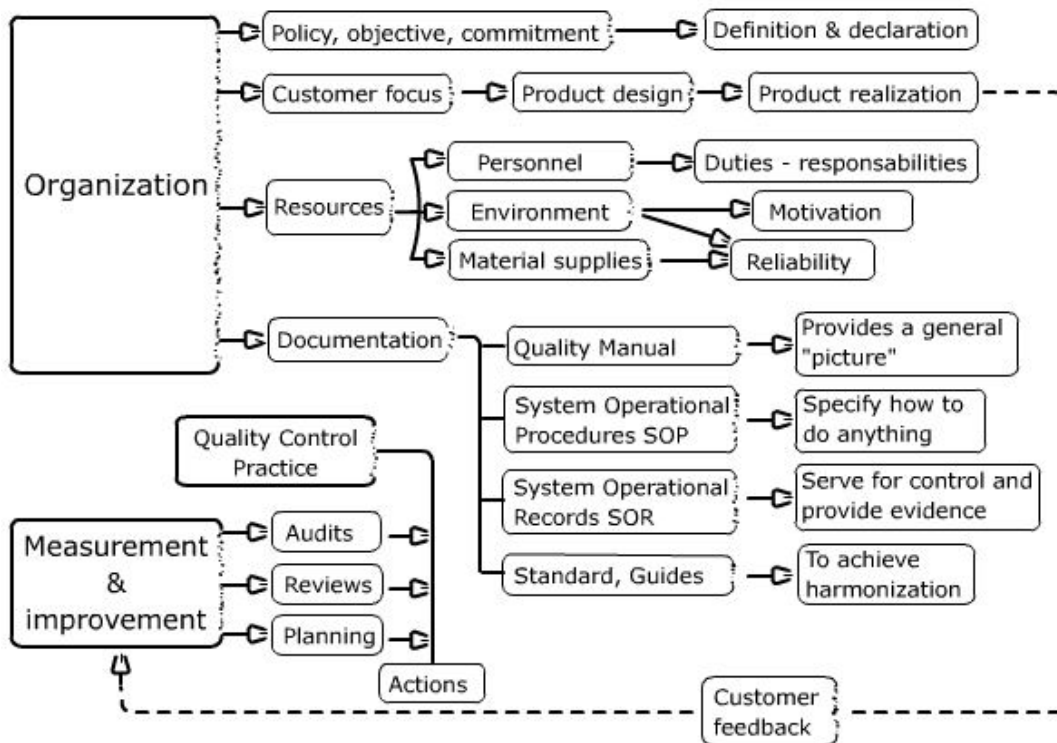 Policy, objective, commitment
Definition & declaration
Customer focus
Product design
Product realization
Organization
Resources
Personnel
Duties - responsabilities
Environment
Motivation
Material supplies
Reliability
Documentation
Quality Manual
Provides a general
"picture"
System Operational
Procedures SOP
Specify how to
do anything
System Operational
Records SOR
Serve for control and
provide evidence
Standard, Guides
To achieve
harmonization
Quality Control
Practice
Measurement
&
improvement
Audits
Reviews
Planning
Actions
Customer
feedback